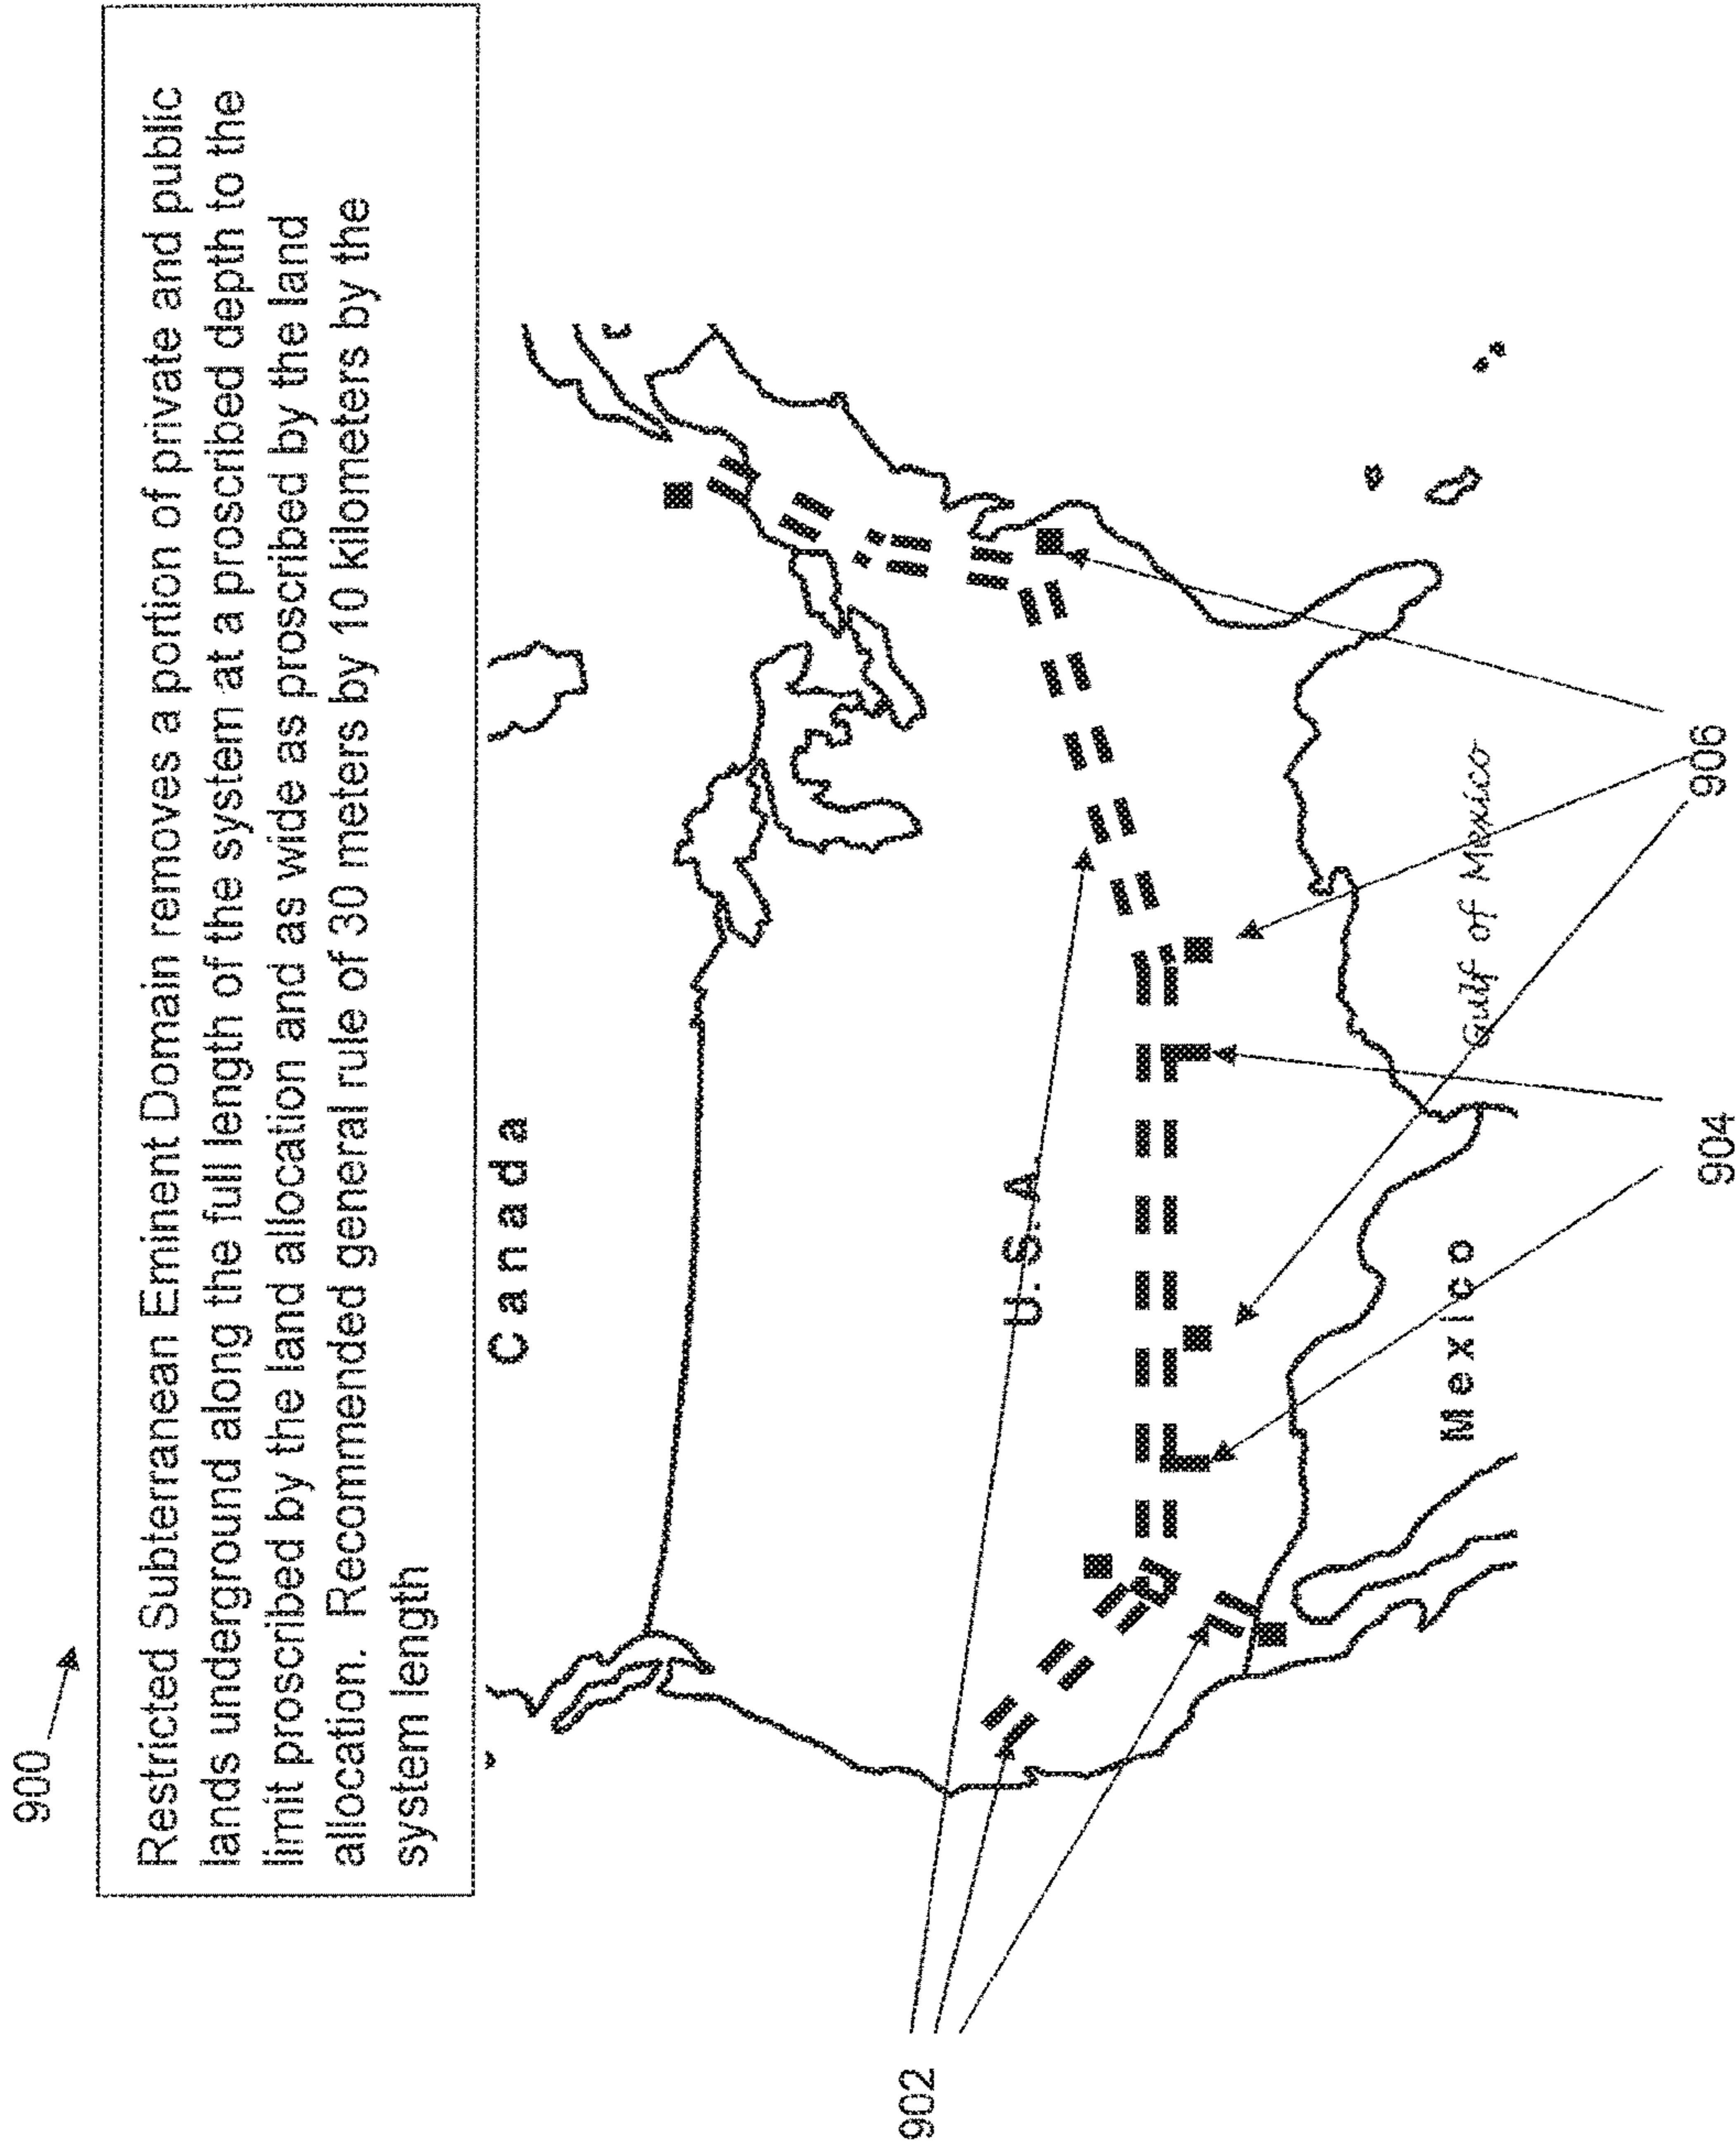 900
Restricted Subterranean Eminent Domain removes a portion of private and public
lands underground along the full length of the system at a proscribed depth to the
limit proscribed by the land allocation and as wide as proscribed by the land
allocation. Recommended general rule of 30 meters by 10 kilometers by the
system length
Canada
U.S.A
Mexico
Gulf of Mexico
902
904
906